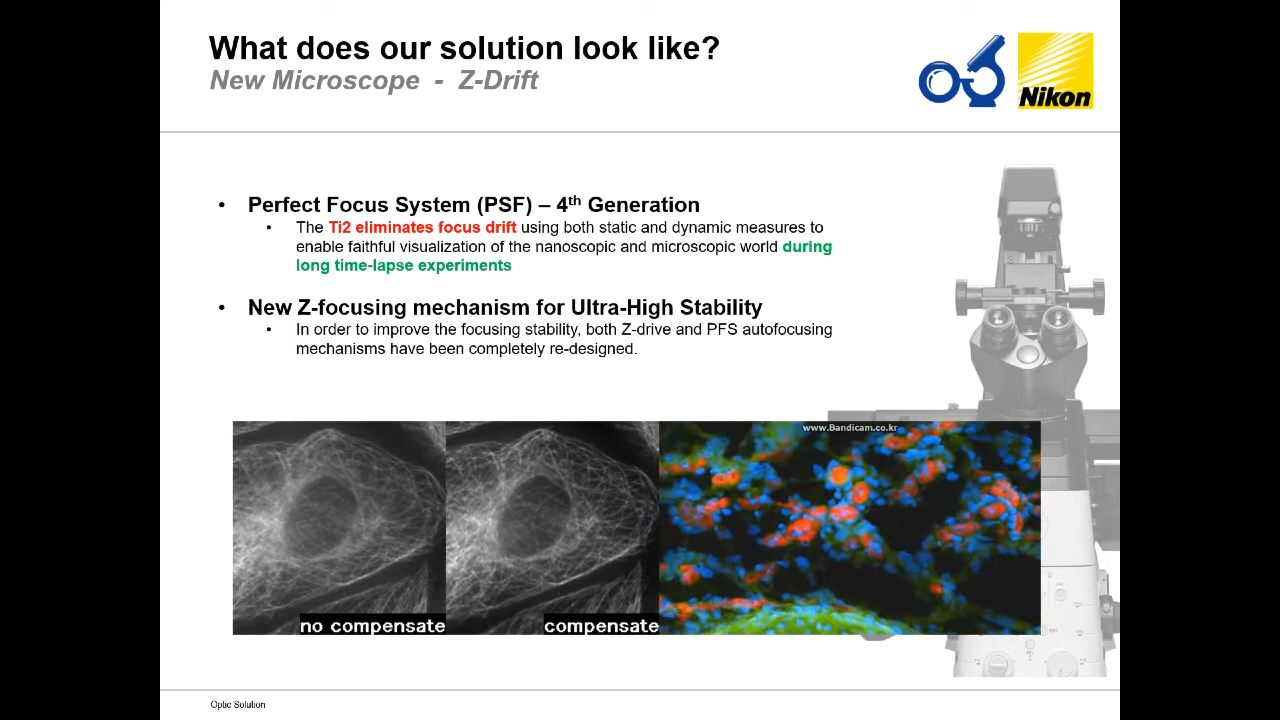 What does our solution look like?
New Microscope - Z-Drift
Nikon
• Perfect Focus System (PSF) – 4th Generation
• The Ti2 eliminates focus drift using both static and dynamic measures to
enable faithful visualization of the nanoscopic and microscopic world during
long time-lapse experiments
• New Z-focusing mechanism for Ultra-High Stability
• In order to improve the focusing stability, both Z-drive and PFS autofocusing
mechanisms have been completely re-designed.
www.Bandicam.co.kr
no compensate
compensate
Optic Solution